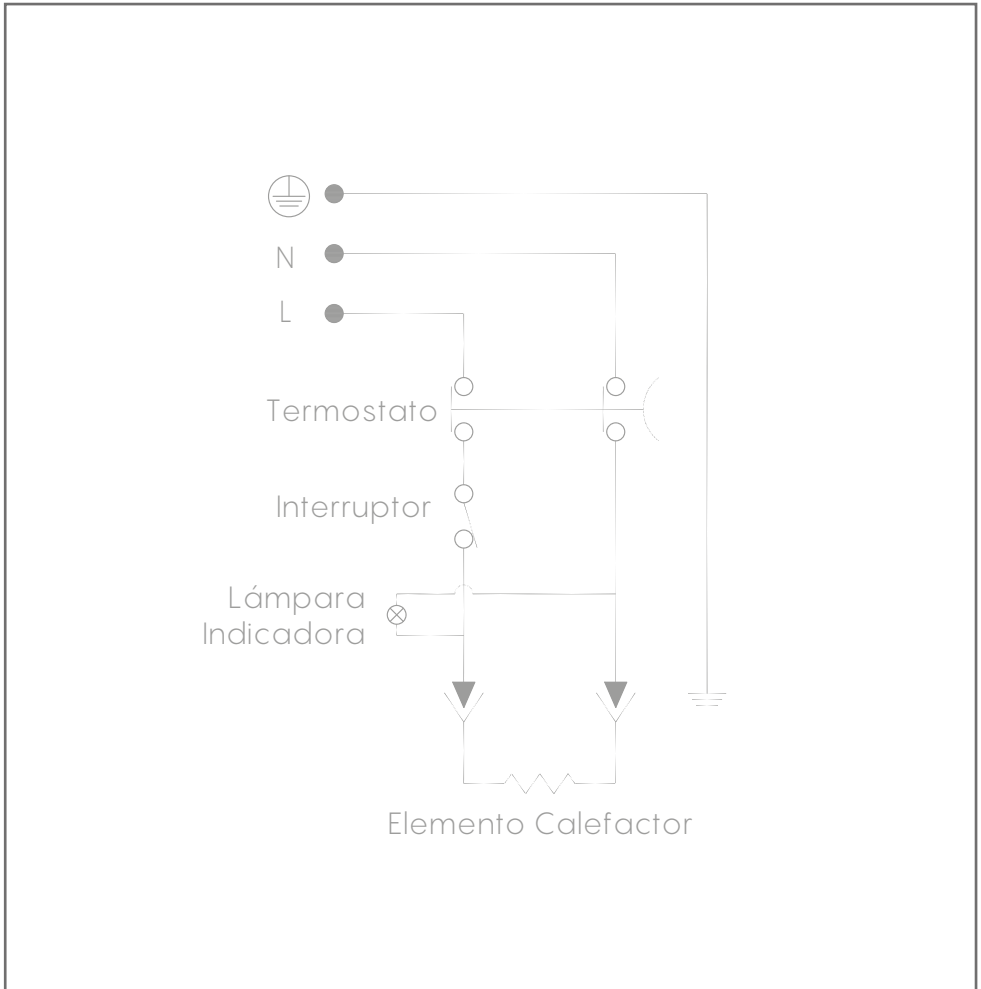 N
L
Termostato
Interruptor
Lámpara
Indicadora
Elemento Calefactor